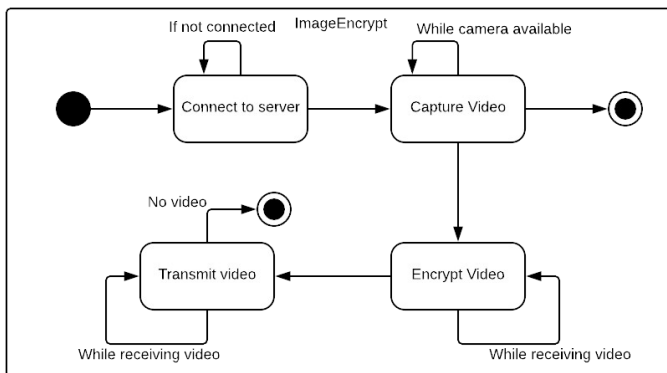 If not connected
ImageEncrypt
While camera available
Connect to server
Capture Video
No video
Transmit video
Encrypt Video
While receiving video
While receiving video